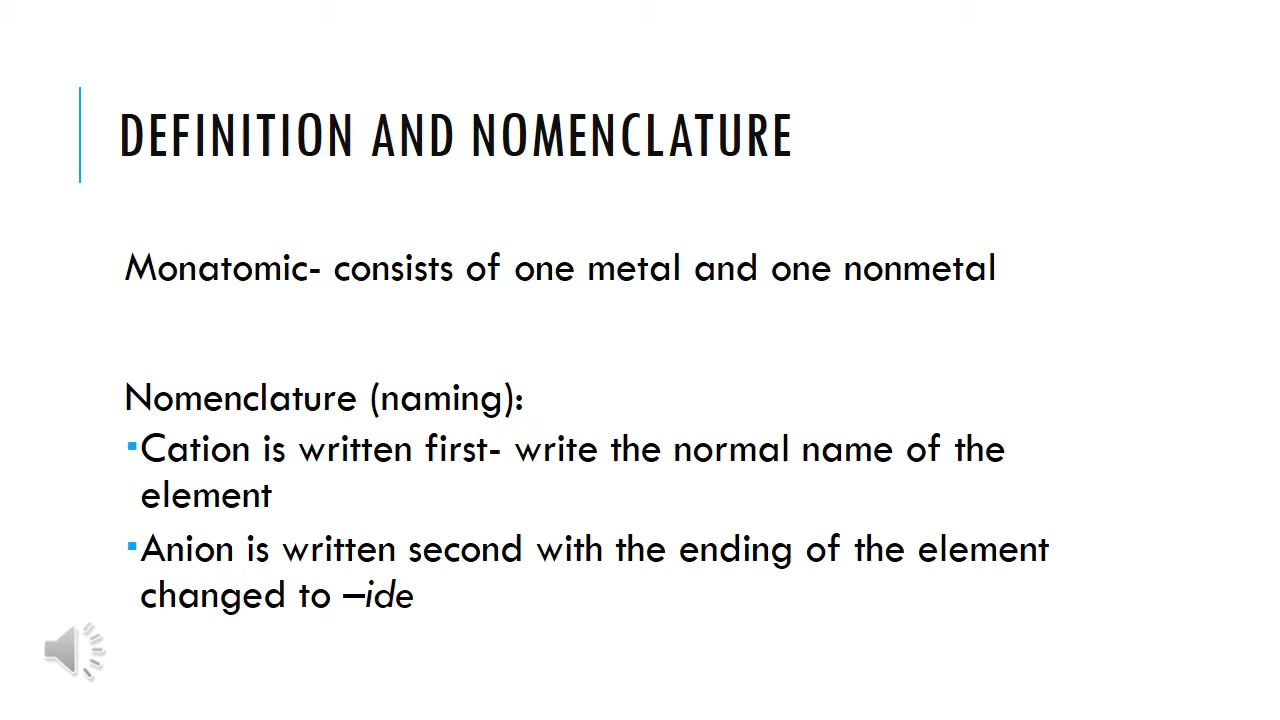 DEFINITION AND NOMENCLATURE
Monatomic- consists of one metal and one nonmetal
Nomenclature (naming):
▪Cation is written first- write the normal name of the
element
▪Anion is written second with the ending of the element
changed to –ide